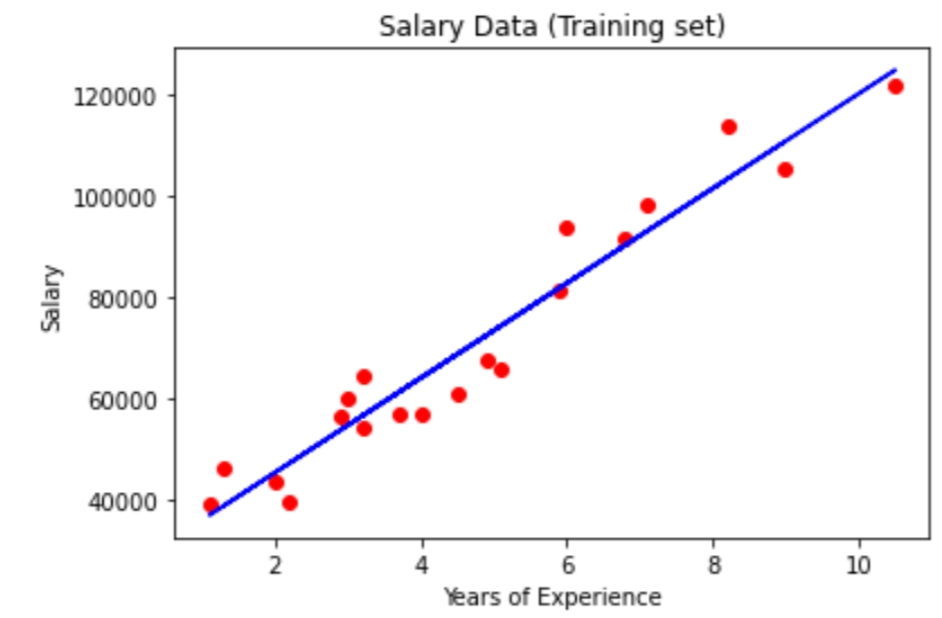 Salary Data (Training set)
120000
100000
80000
60000
40000
Salary
2 4 6 8 10
Years of Experience